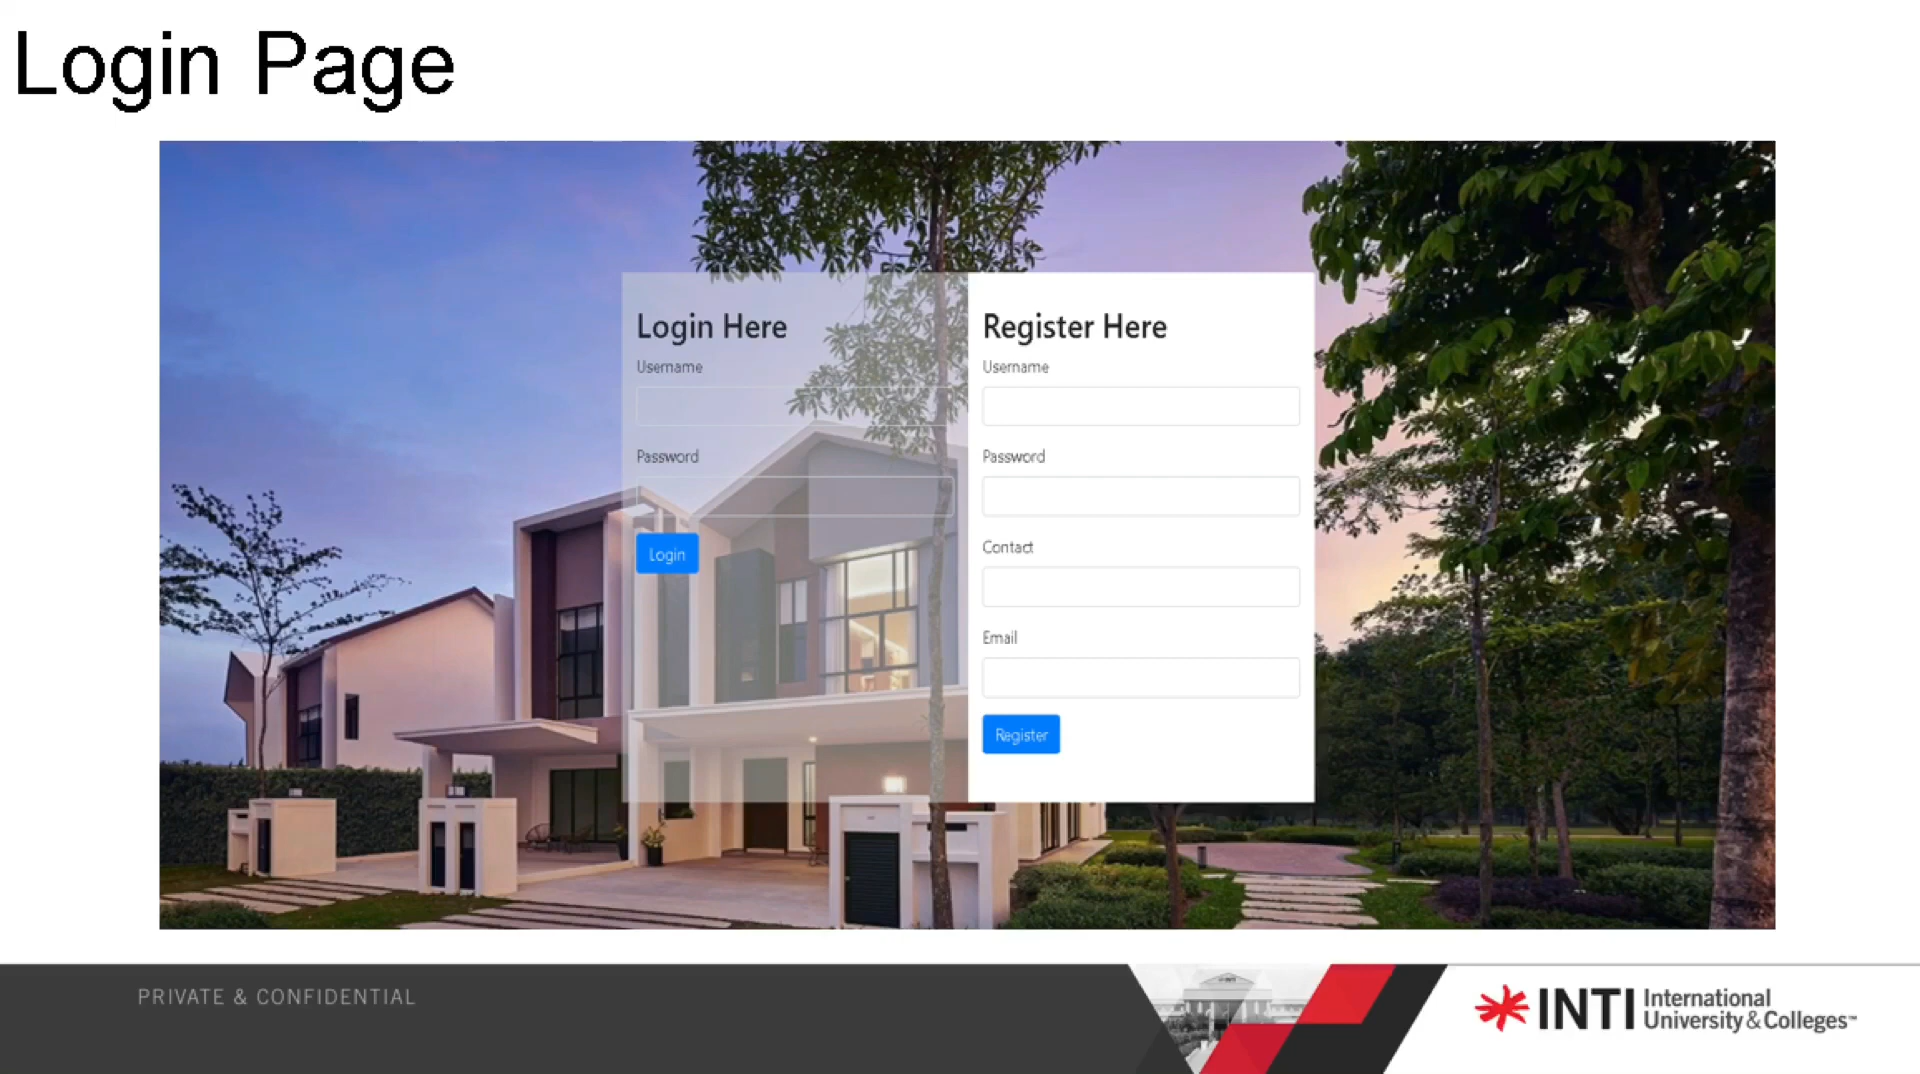 Login Page
Login Here
Username
Password
Login
Register Here
Username
Password
Contact
Email
Register
PRIVATE & CONFIDENTIAL
INTI International
University & Colleges™